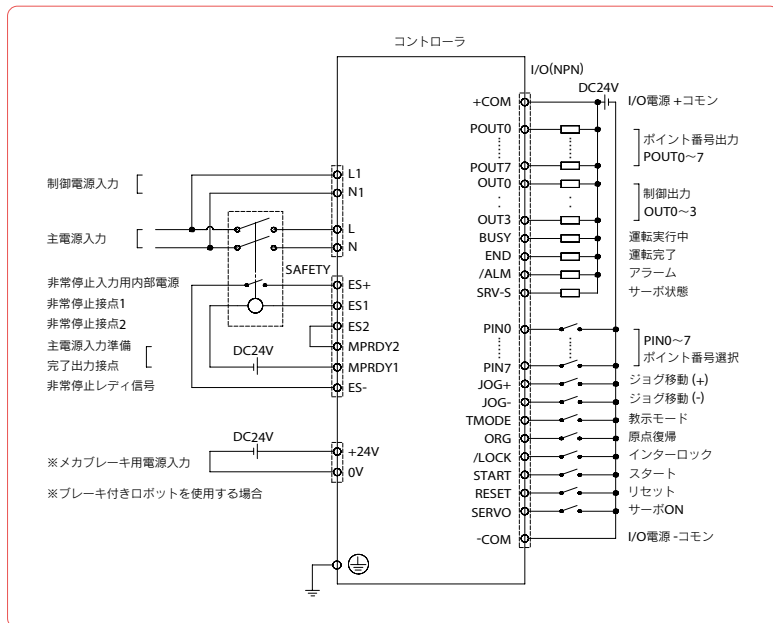 コントローラ
I/O(NPN)
DC24V
+COM
I/O電源 +コモン
POUT0
POUT7
ポイント番号出力
POUT0～7
OUT0
OUT3
制御出力
OUT0～3
BUSY
運転実行中
END
運転完了
/ALM
アラーム
SRV-S
サーボ状態
PIN0
PIN7
PIN0～7
ポイント番号選択
JOG+
ジョグ移動 (+)
JOG-
ジョグ移動 (-)
TMODE
教示モード
ORG
原点復帰
/LOCK
インターロック
START
スタート
RESET
リセット
SERVO
サーボON
-COM
I/O電源 -コモン
制御電源入力
L1
N1
主電源入力
L
N
SAFETY
非常停止入力用内部電源
ES+
非常停止接点1
ES1
非常停止接点2
ES2
主電源入力準備
MPRDY2
完了出力接点
DC24V
MPRDY1
非常停止レディ信号
ES-
DC24V
+24V
※メカブレーキ用電源入力
0V
※ブレーキ付きロボットを使用する場合